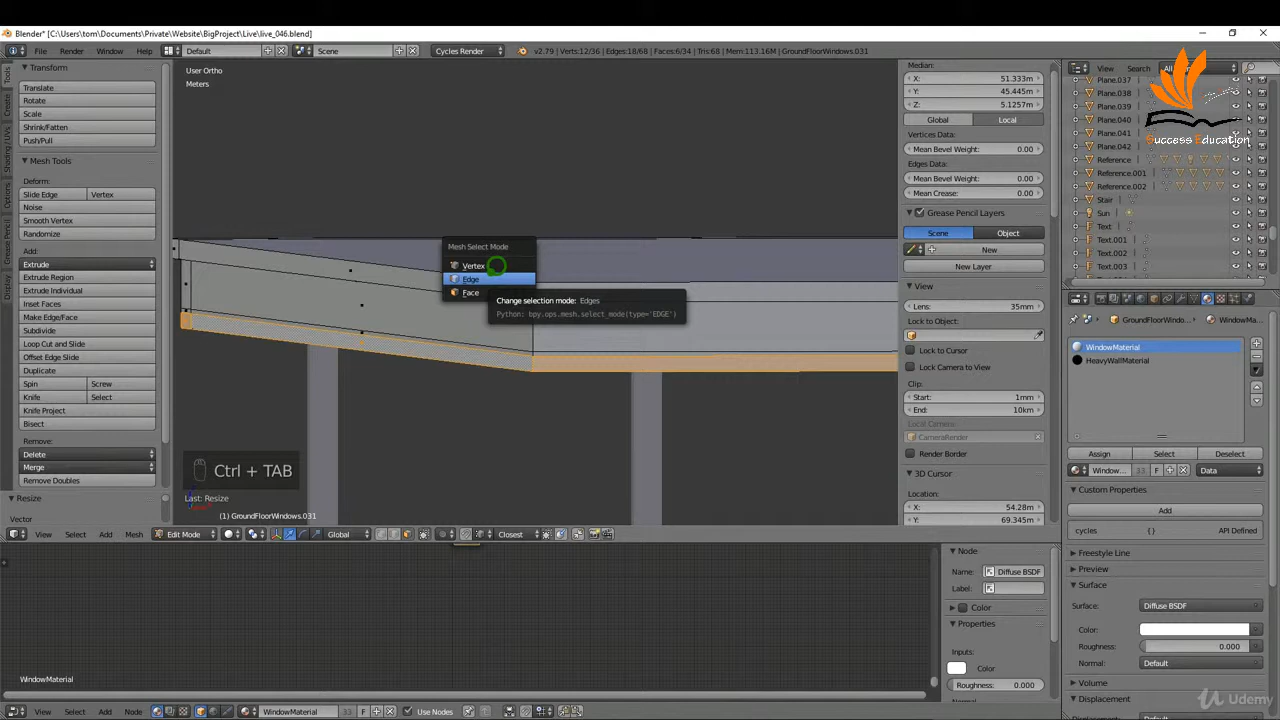 Blender* [C:\Users\tom\Documents\Private\Website\BigProject\Live\live_046.blend]
File Render Window Help Default Scene Cycles Render v2.79 | Verts:12/36 | Edges:18/68 | Faces:6/34 | Tris:68 | Mem:113.16M | GroundFloorWindows.031
View Search All
Success Education
Tools
Create
Shading / UVs
Options
Grease Pencil
Display
Transform
Translate
Rotate
Scale
Shrink/Fatten
Push/Pull
Mesh Tools
Deform:
Slide Edge Vertex
Noise
Smooth Vertex
Randomize
Add:
Extrude
Extrude Region
Extrude Individual
Inset Faces
Make Edge/Face
Subdivide
Loop Cut and Slide
Offset Edge Slide
Duplicate
Spin Screw
Knife Select
Knife Project
Bisect
Remove:
Delete
Merge
Remove Doubles
Resize
Vector
User Ortho
Meters
Mesh Select Mode
Vertex
Edge
Face
Change selection mode: Edges
Python: bpy.ops.mesh.select_mode(type='EDGE')
Ctrl + TAB
Last: Resize
(1) GroundFloorWindows.031
Median:
X: 51.333m
Y: 45.445m
Z: 5.1257m
Global Local
Vertices Data:
Mean Bevel Weight: 0.00
Edges Data:
Mean Bevel Weight: 0.00
Mean Crease: 0.00
Grease Pencil Layers
Scene Object
New
New Layer
View
Lens: 35mm
Lock to Object:
Lock to Cursor
Lock Camera to View
Clip:
Start: 1mm
End: 10km
Local Camera:
CameraRender
Render Border
3D Cursor
Location:
X: 54.28m
Y: 69.345m
Plane.037
Plane.038
Plane.039
Plane.040
Plane.041
Plane.042
Reference
Reference.001
Reference.002
Stair
Sun
Text
Text.001
Text.002
Text.003
GroundFloorWindo... WindowMa...
WindowMaterial
HeavyWallMaterial
Assign Select Deselect
Window... 33 F Data
Custom Properties
Add
cycles { } API Defined
Freestyle Line
Preview
Surface
Surface: Diffuse BSDF
Color:
Roughness: 0.000
Normal: Default
Volume
Displacement
View Select Add Mesh Edit Mode Global Closest
Node
Name: Diffuse BSDF
Label:
Color
Properties
Inputs:
Color
Roughness: 0.000
WindowMaterial
View Select Add Node WindowMaterial 33 F Use Nodes
Udemy